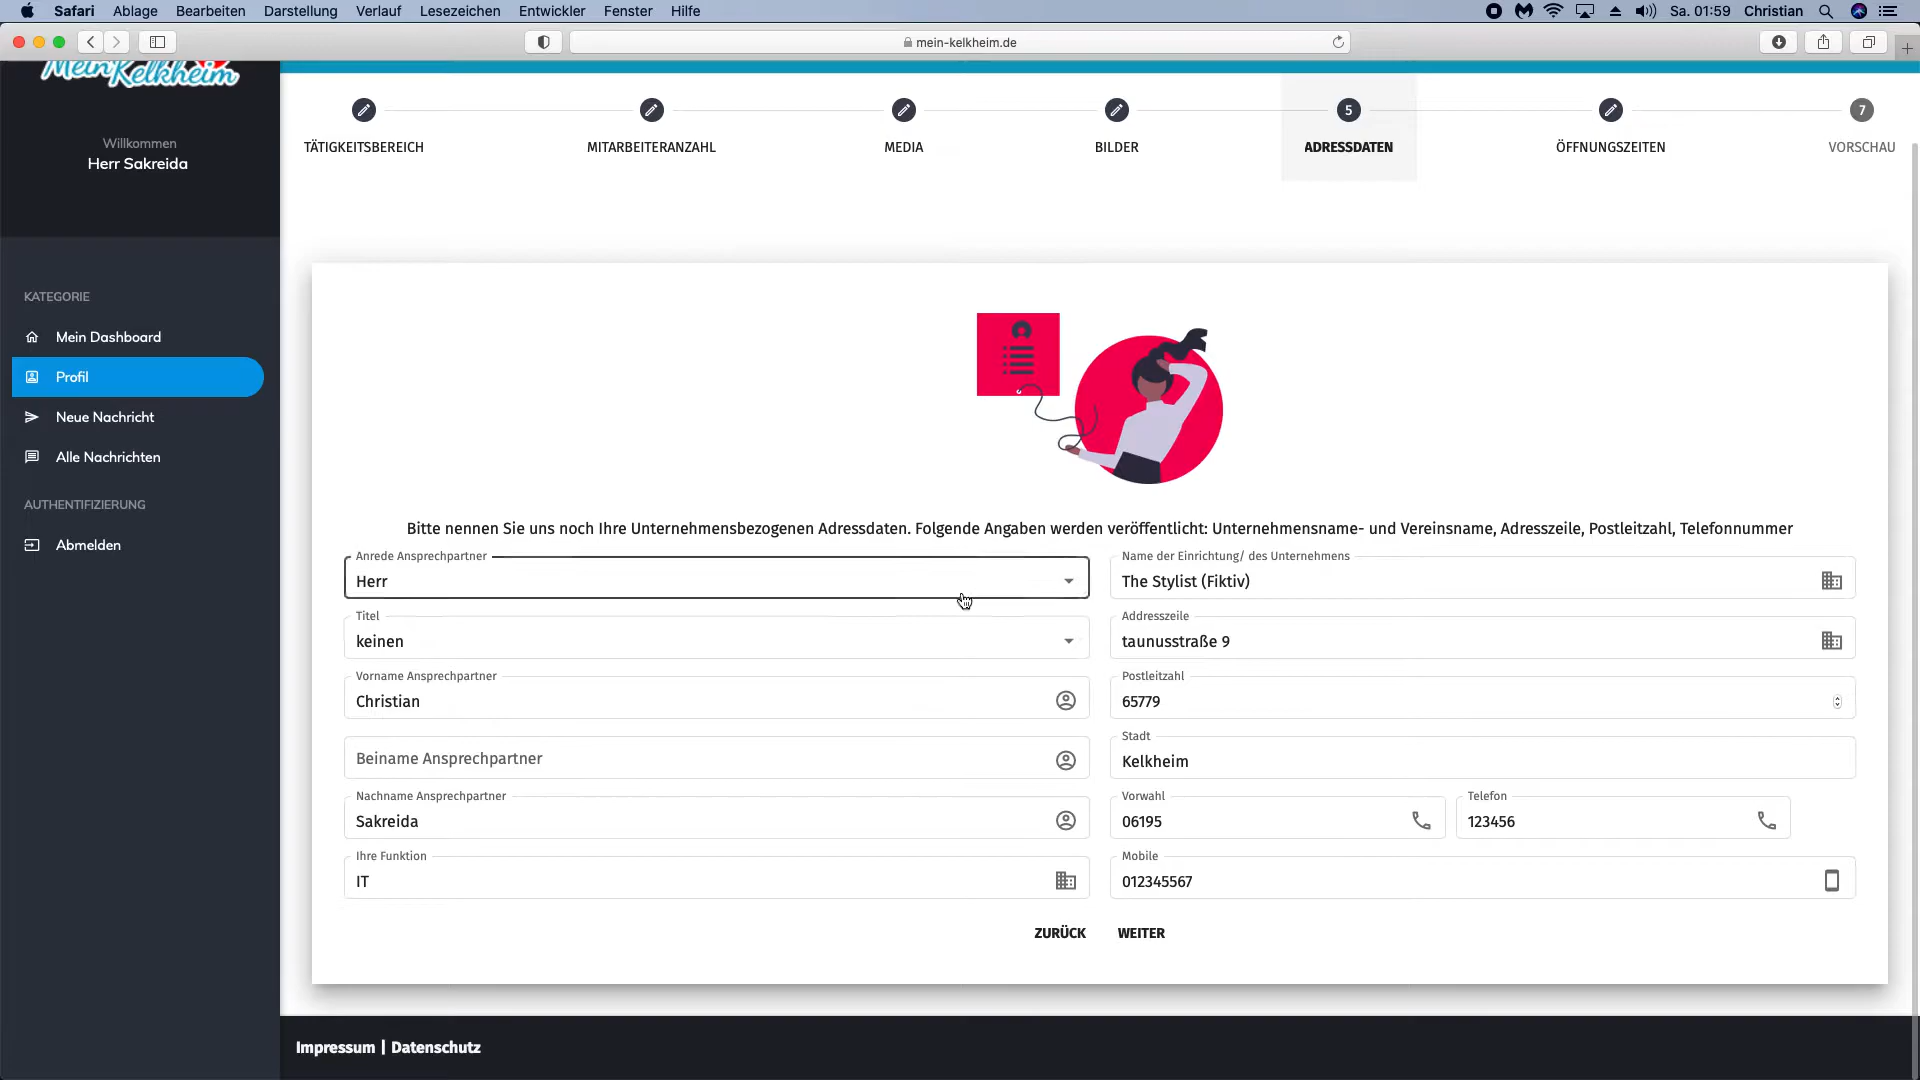 Safari Ablage Bearbeiten Darstellung Verlauf Lesezeichen Entwickler Fenster Hilfe Sa. 01:59 Christian
mein-kelkheim.de
MeinKelkheim
Willkommen
Herr Sakreida
KATEGORIE
Mein Dashboard
Profil
Neue Nachricht
Alle Nachrichten
AUTHENTIFIZIERUNG
Abmelden
TÄTIGKEITSBEREICH
MITARBEITERANZAHL
MEDIA
BILDER
5
ADRESSDATEN
ÖFFNUNGSZEITEN
7
VORSCHAU
Bitte nennen Sie uns noch Ihre Unternehmensbezogenen Adressdaten. Folgende Angaben werden veröffentlicht: Unternehmensname- und Vereinsname, Adresszeile, Postleitzahl, Telefonnummer
Anrede Ansprechpartner
Herr
Name der Einrichtung/ des Unternehmens
The Stylist (Fiktiv)
Titel
keinen
Addresszeile
taunusstraße 9
Vorname Ansprechpartner
Christian
Postleitzahl
65779
Beiname Ansprechpartner
Stadt
Kelkheim
Nachname Ansprechpartner
Sakreida
Vorwahl
06195
Telefon
123456
Ihre Funktion
IT
Mobile
012345567
ZURÜCK WEITER
Impressum | Datenschutz